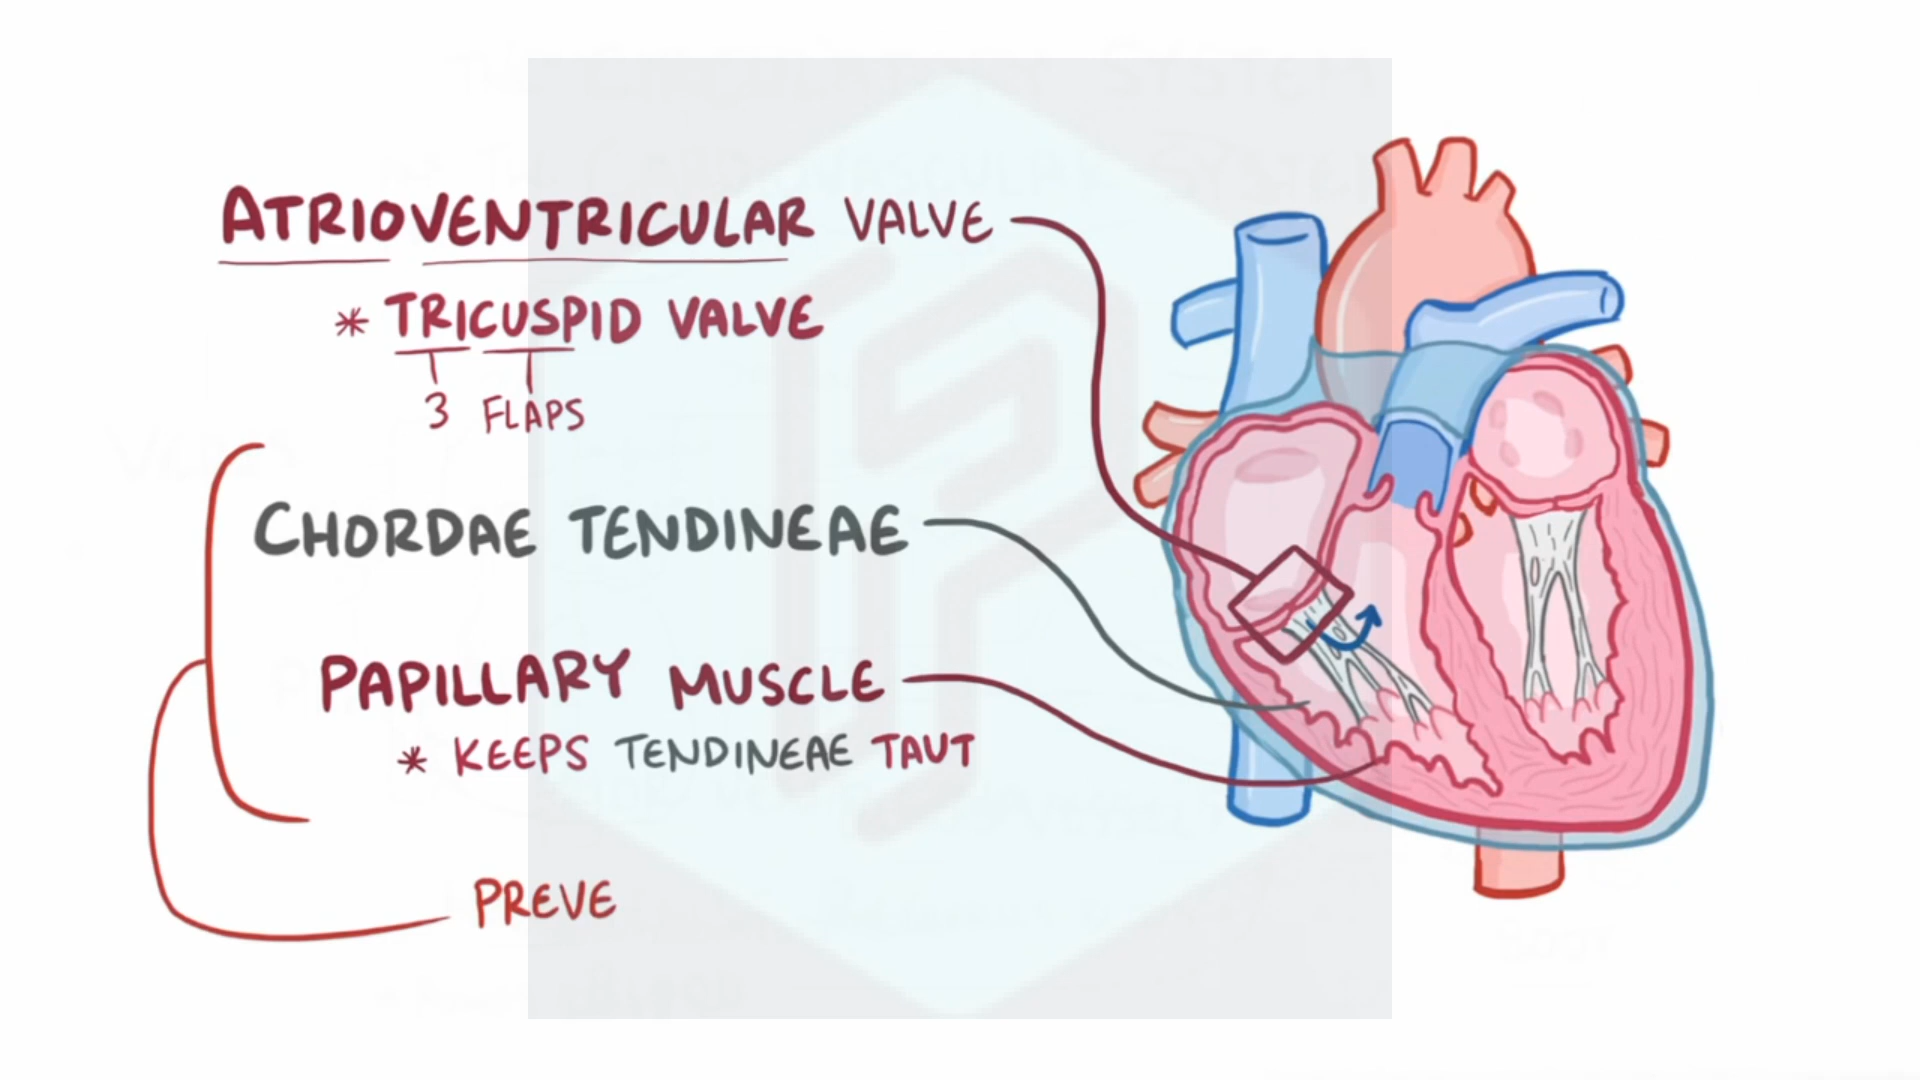 ATRIOVENTRICULAR VALVE
* TRICUSPID VALVE
3 FLAPS
CHORDAE TENDINEAE
PAPILLARY MUSCLE
* KEEPS TENDINEAE TAUT
PREVE